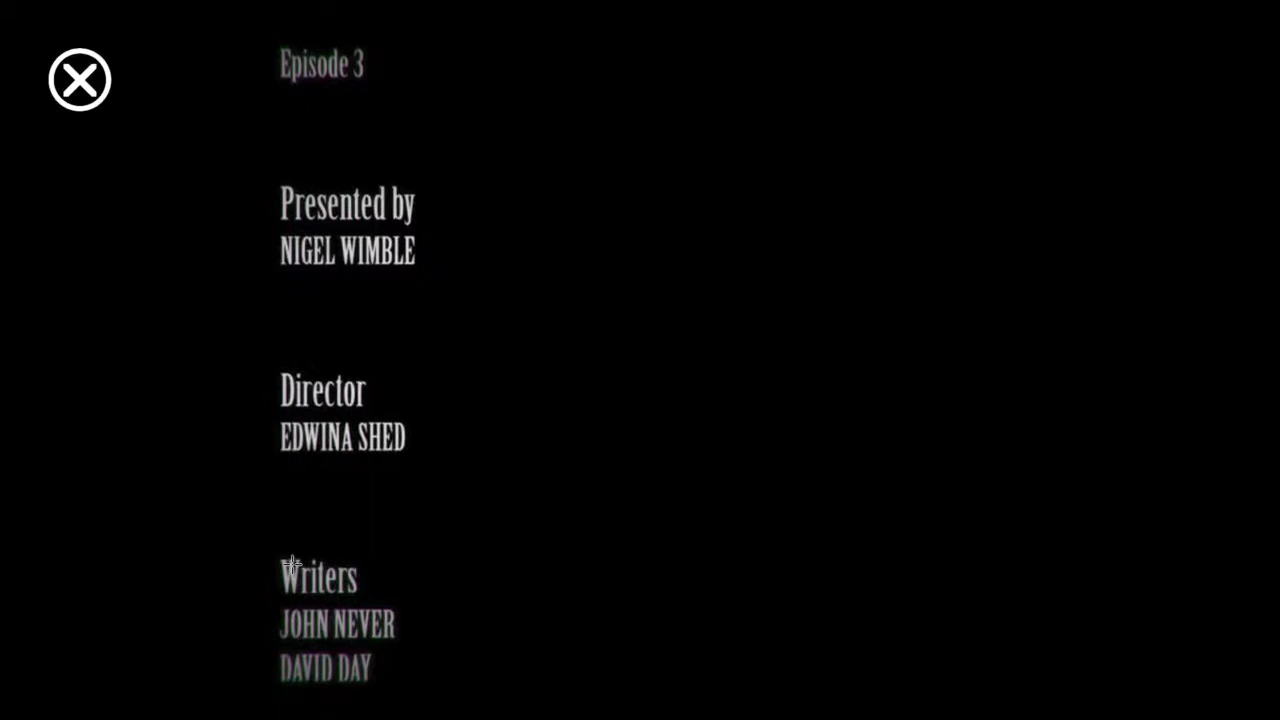 Episode 3
Presented by
NIGEL WIMBLE
Director
EDWINA SHED
Writers
JOHN NEVER
DAVID DAY